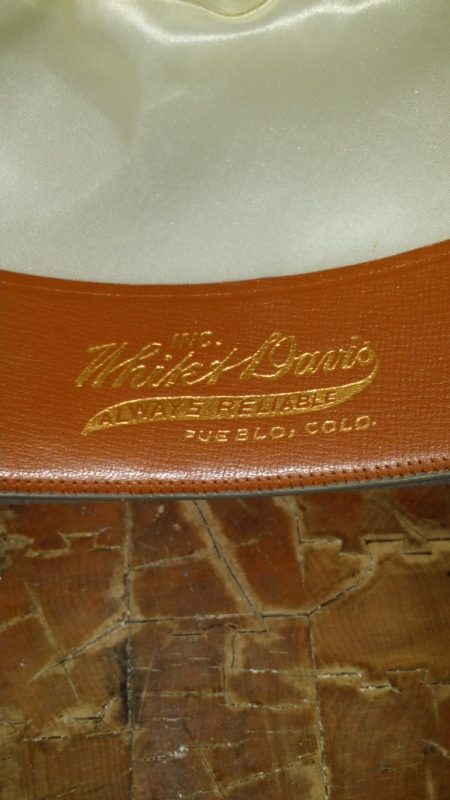 INC.
White & Davis
ALWAYS RELIABLE
PUEBLO, COLO.